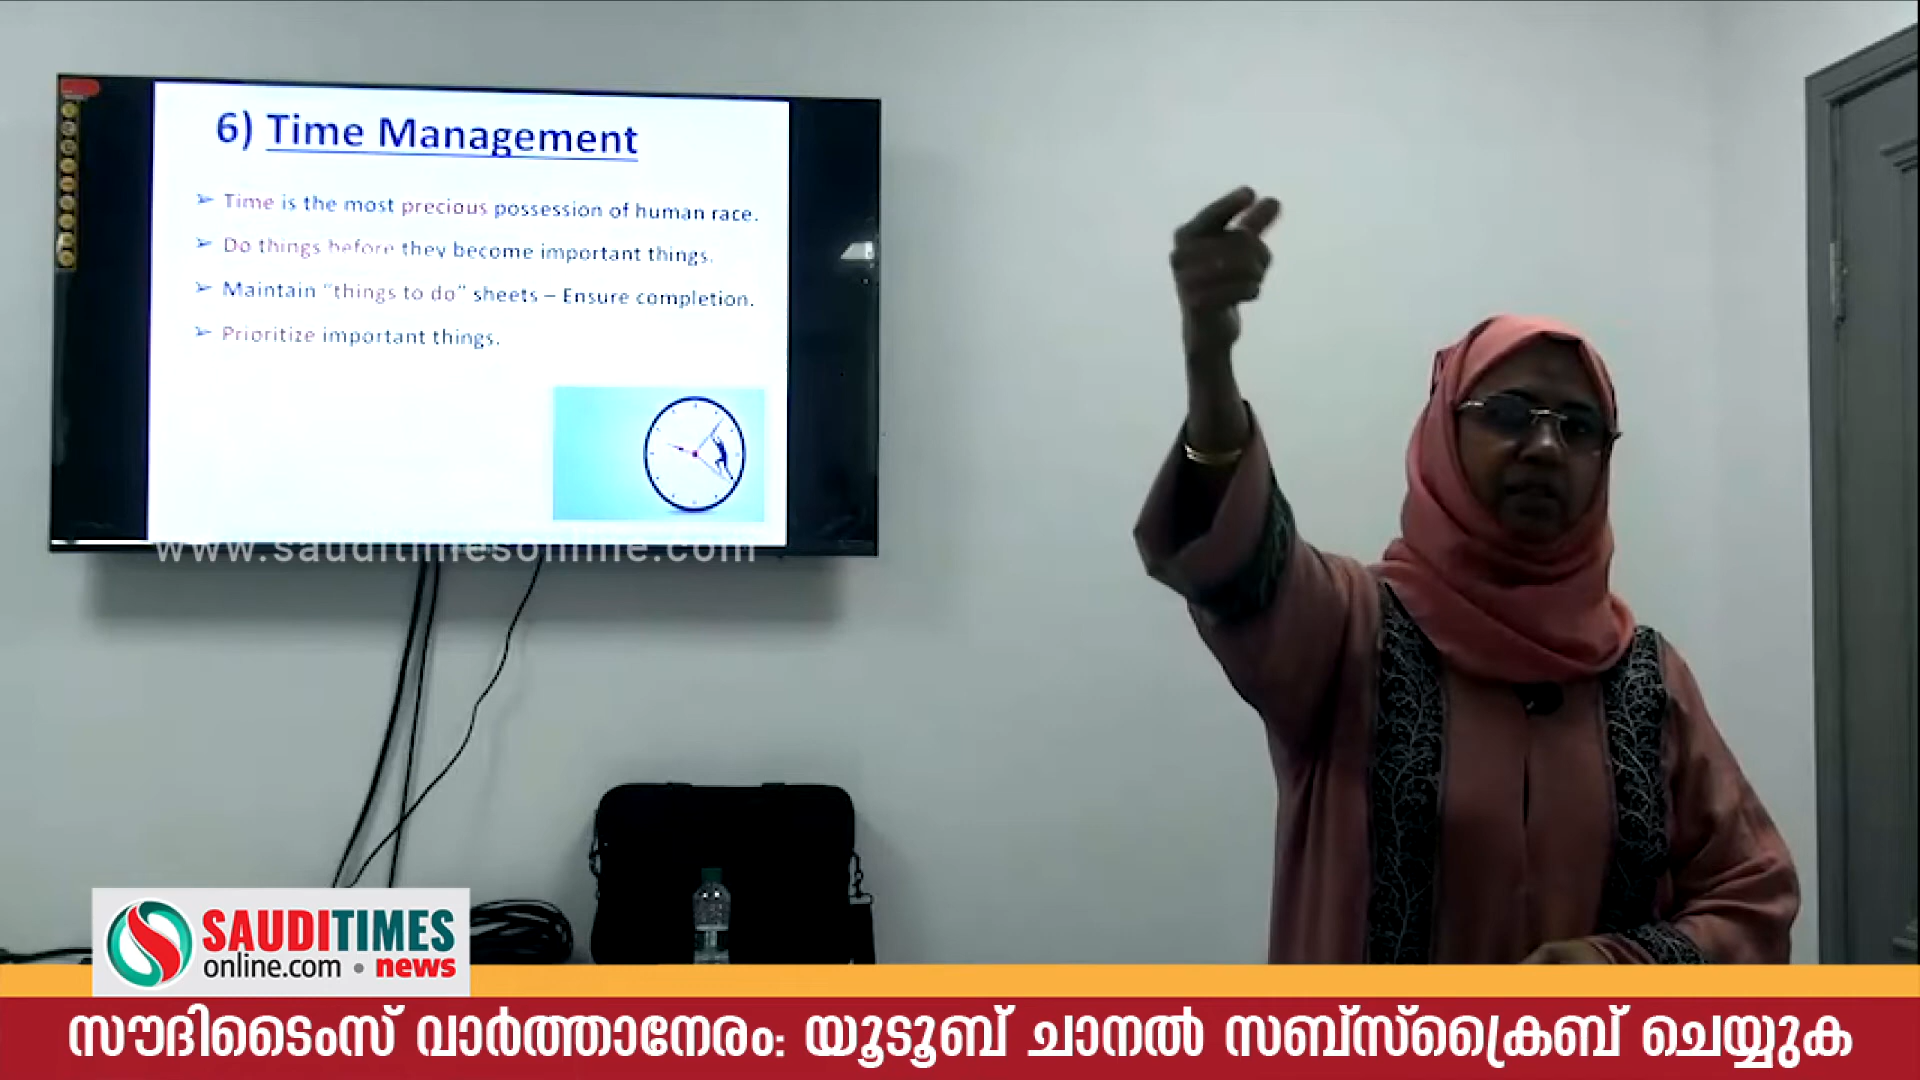 6) Time Management
➢ Time is the most precious possession of human race.
➢ Do things before they become important things.
➢ Maintain “things to do” sheets – Ensure completion.
➢ Prioritize important things.
www.sauditimesonline.com
SAUDITIMES
online.com • news
സൗദിടൈംസ് വാർത്താനേരം: യൂടൂബ് ചാനൽ സബ്സ്ക്രൈബ് ചെയ്യുക